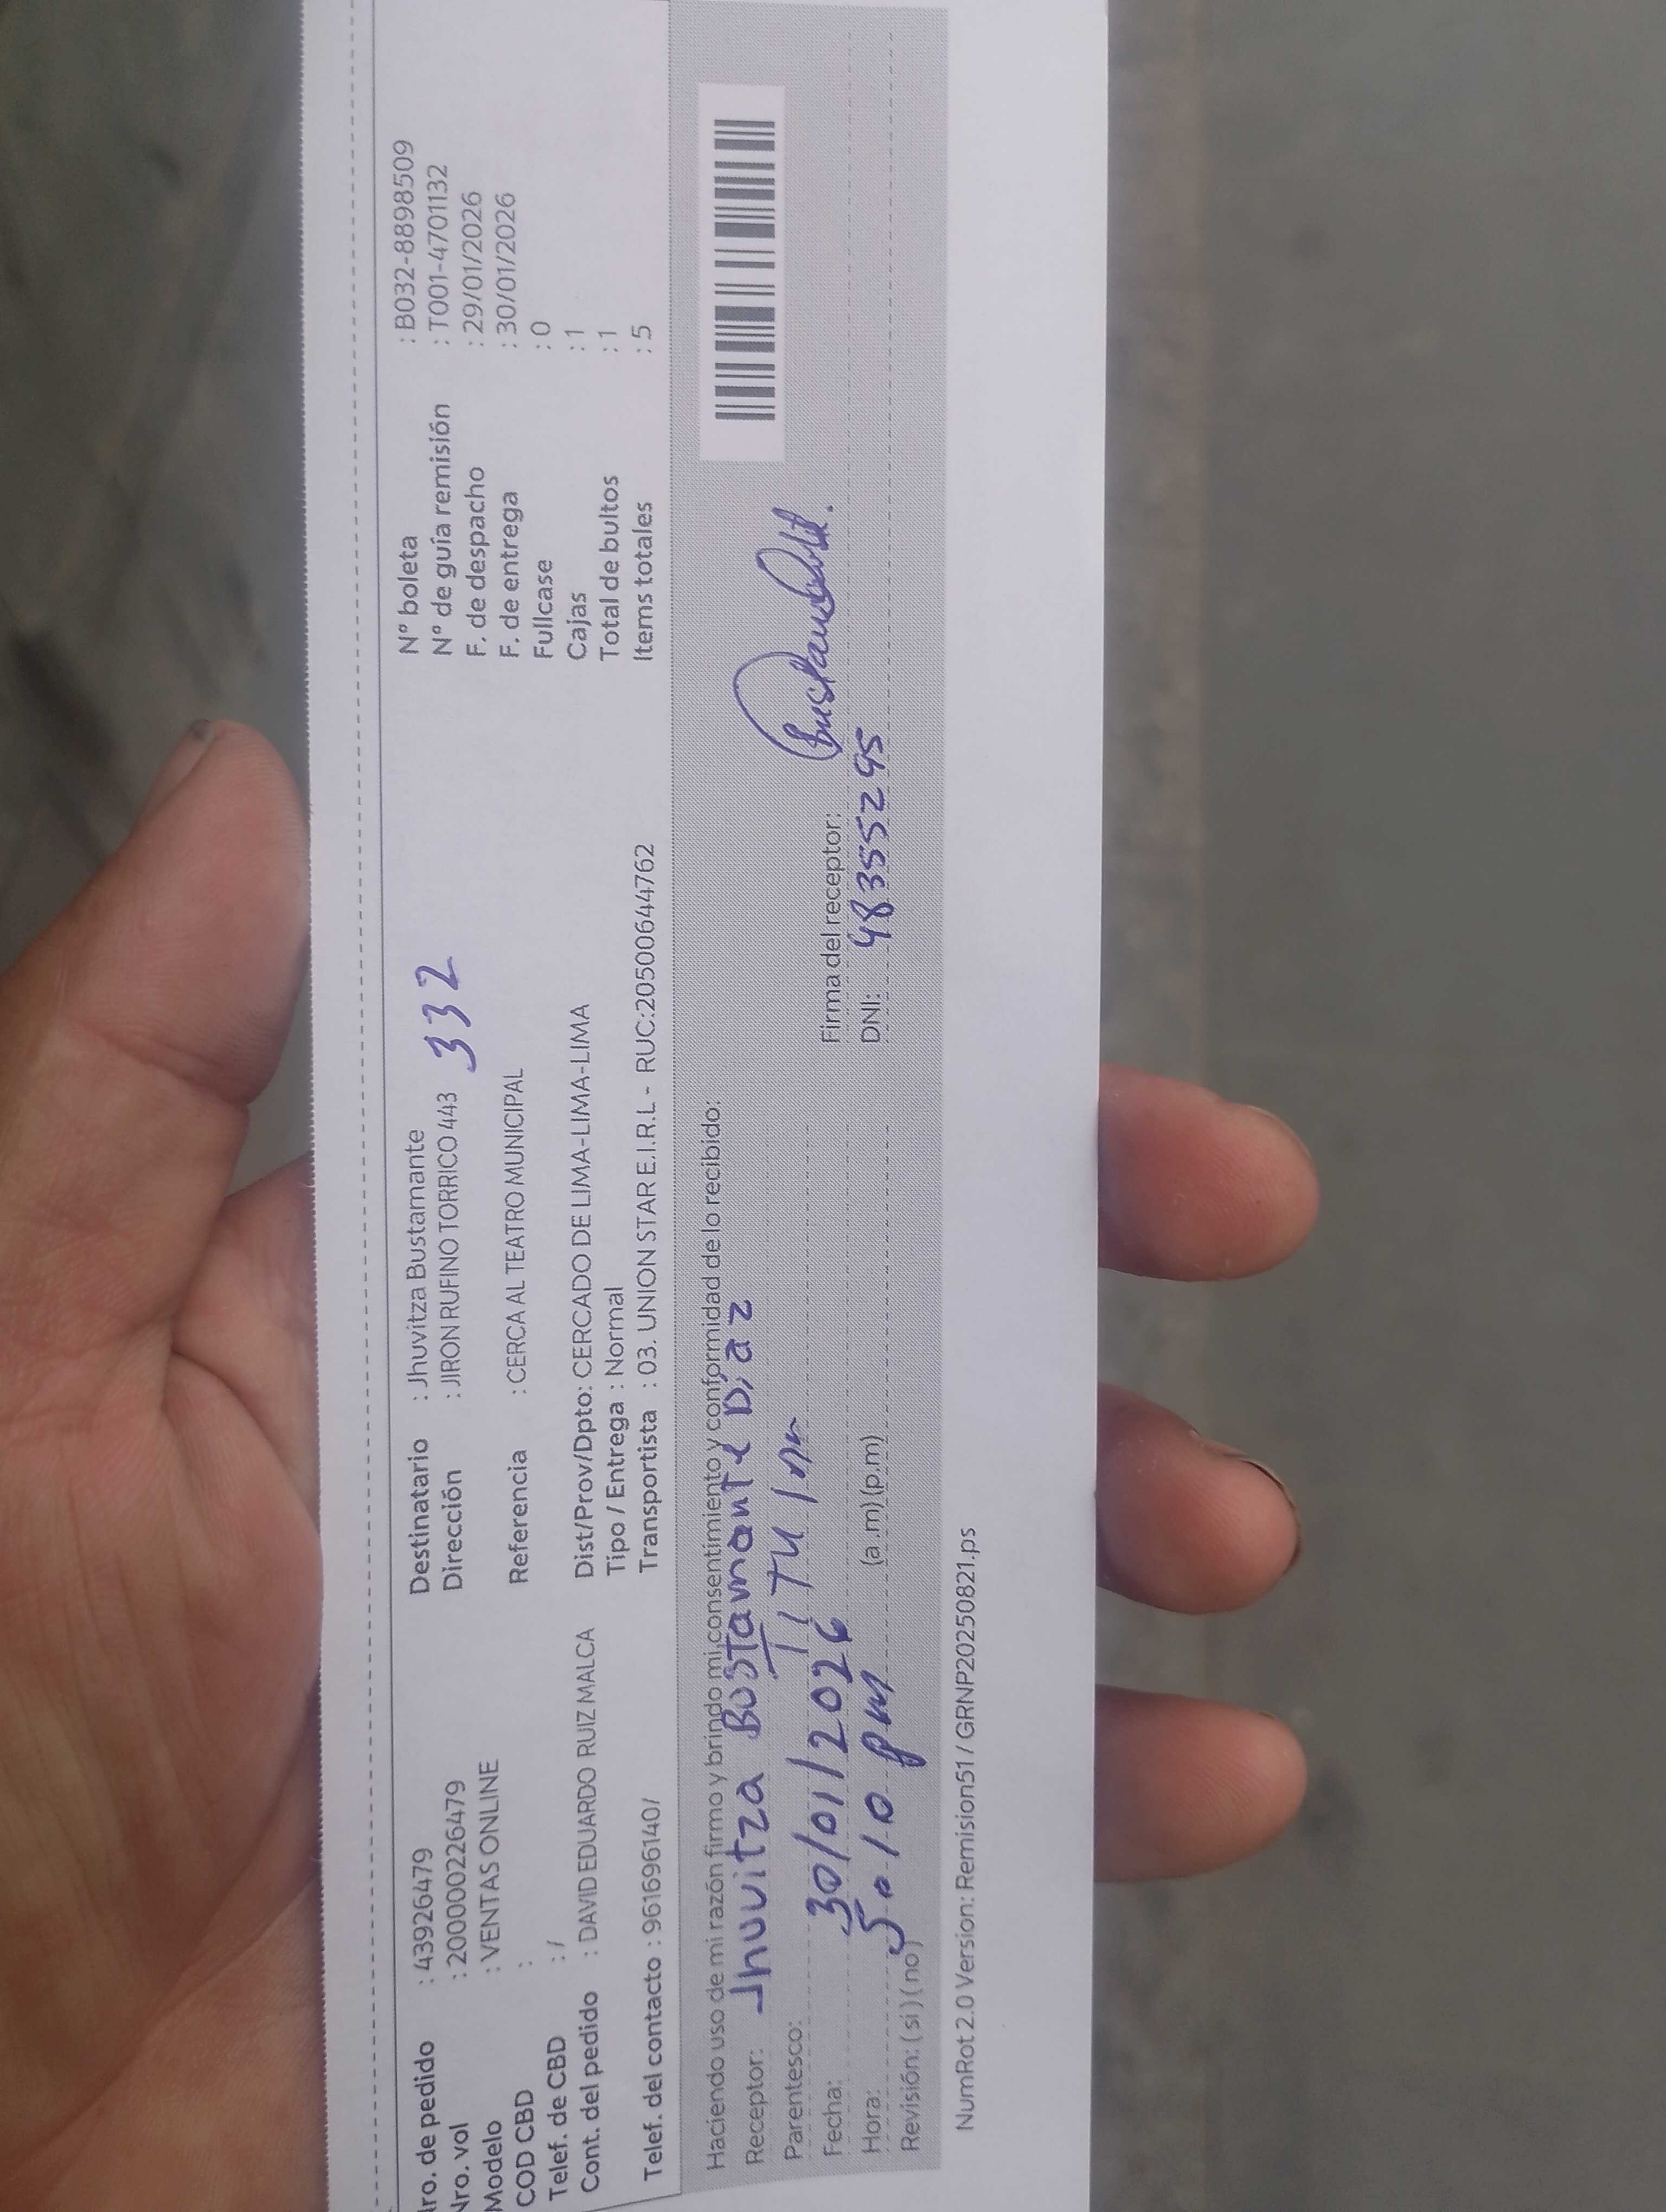 Nro. de pedido : 43926479
Nro. vol : 200000226479
Modelo : VENTAS ONLINE
COD CBD :
Telef. de CBD : /
Cont. del pedido : DAVID EDUARDO RUIZ MALCA
Telef. del contacto : 961696140/
Destinatario : Jhuvitza Bustamante
Dirección : JIRON RUFINO TORRICO 443 332
Referencia : CERCA AL TEATRO MUNICIPAL
Dist/Prov/Dpto: CERCADO DE LIMA-LIMA-LIMA
Tipo / Entrega : Normal
Transportista : 03. UNION STAR E.I.R.L - RUC:20500644762
N° boleta : B032-8898509
N° de guía remisión : T001-4701132
F. de despacho : 29/01/2026
F. de entrega : 30/01/2026
Fullcase : 0
Cajas : 1
Total de bultos : 1
Items totales : 5
Haciendo uso de mi razón firmo y brindo mi consentimiento y conformidad de lo recibido:
Receptor: Jhuvitza Bustamante Diaz
Parentesco: Titular
Fecha: 30/01/2026
Hora: 5:10 pm (a.m) (p.m)
Revisión: (si) (no)
Firma del receptor:
DNI: 48355295
NumRot 2.0 Version: Remision51 / GRNP20250821.ps